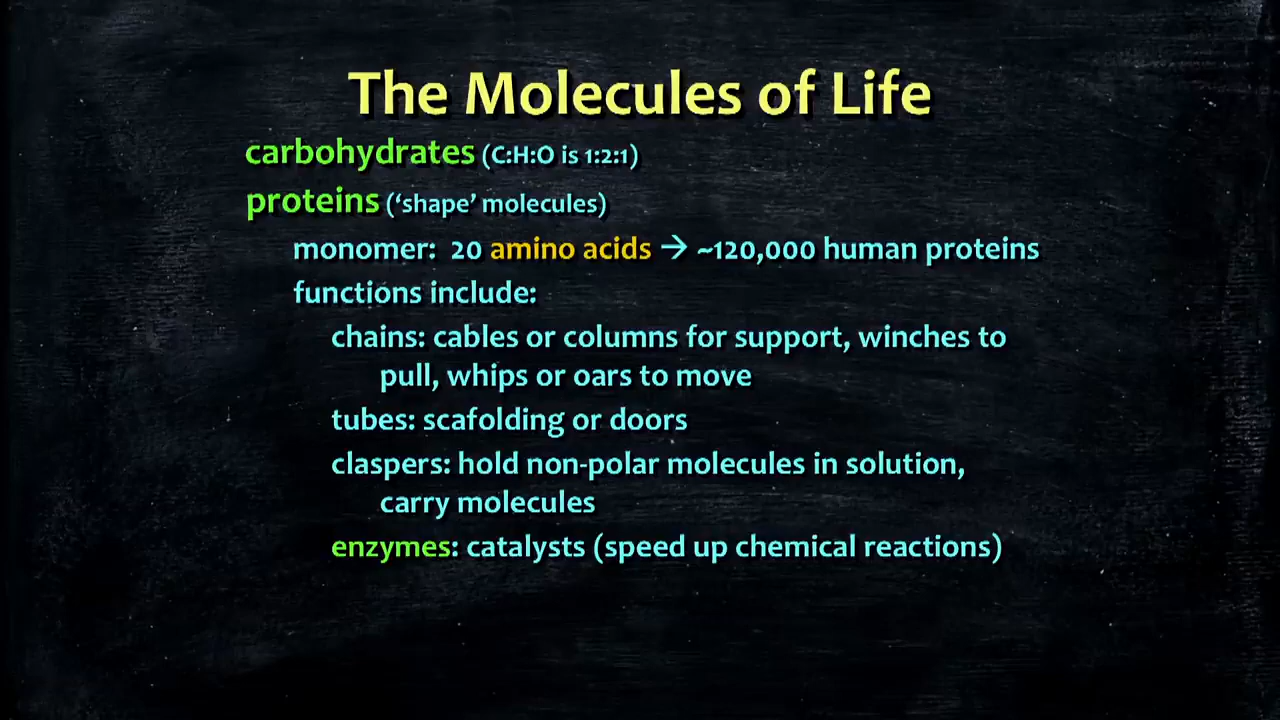 The Molecules of Life
carbohydrates (C:H:O is 1:2:1)
proteins (‘shape’ molecules)
monomer: 20 amino acids → ~120,000 human proteins
functions include:
chains: cables or columns for support, winches to
pull, whips or oars to move
tubes: scafolding or doors
claspers: hold non-polar molecules in solution,
carry molecules
enzymes: catalysts (speed up chemical reactions)